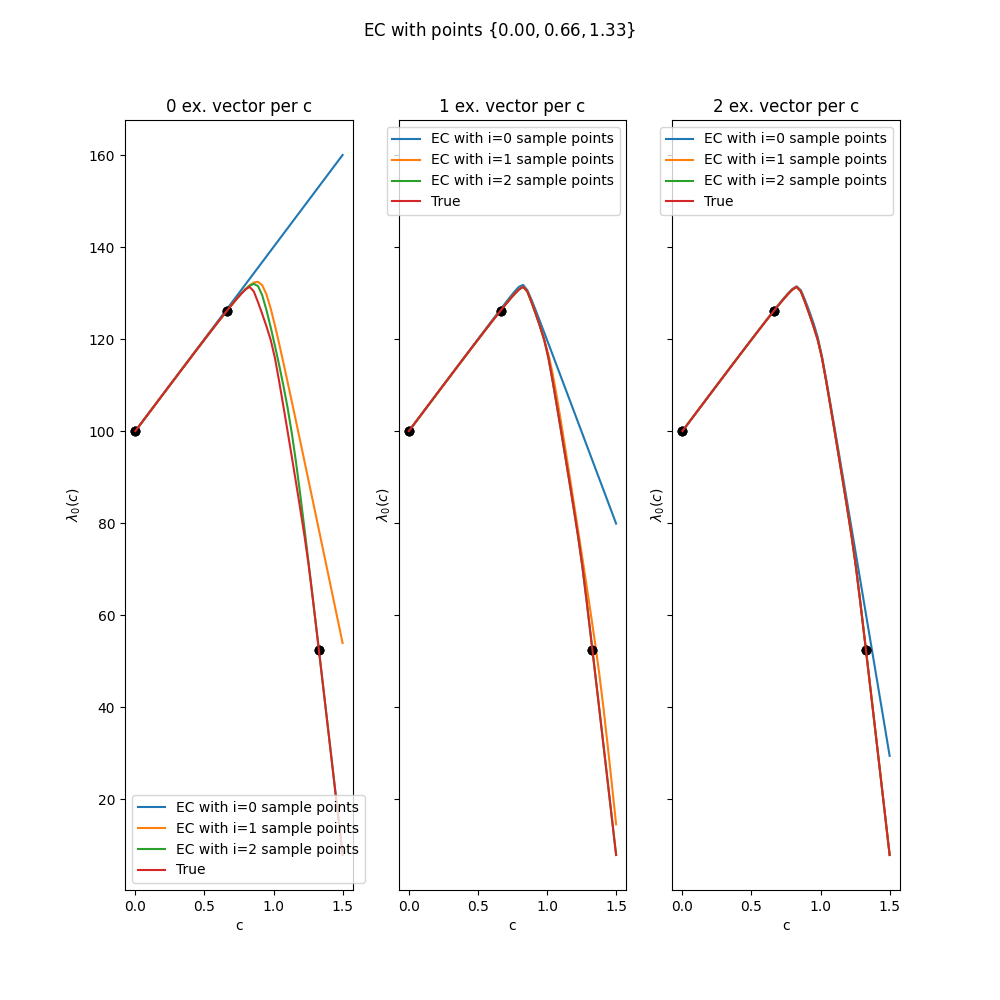 EC with points {0.00, 0.66, 1.33}
0 ex. vector per c
1 ex. vector per c
2 ex. vector per c
160
140
120
100
80
60
40
20
λ₀(c)
0.0
0.5
1.0
1.5
c
EC with i=0 sample points
EC with i=1 sample points
EC with i=2 sample points
True
λ₀(c)
0.0
0.5
1.0
1.5
c
EC with i=0 sample points
EC with i=1 sample points
EC with i=2 sample points
True
λ₀(c)
0.0
0.5
1.0
1.5
c
EC with i=0 sample points
EC with i=1 sample points
EC with i=2 sample points
True